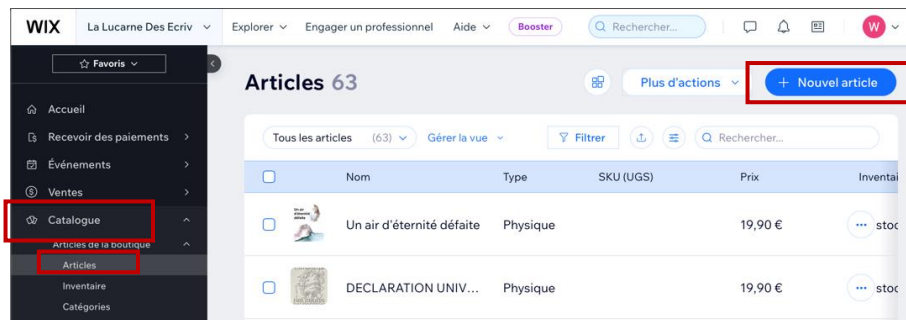 WIX La Lucarne Des Ecriv Explorer Engager un professionnel Aide Booster Rechercher... W
Favoris
Articles 63 Plus d'actions + Nouvel article
Accueil
Recevoir des paiements
Tous les articles (63) Gérer la vue Filtrer Rechercher...
Événements
Nom Type SKU (UGS) Prix Inventai
Ventes
Catalogue
Un air d'éternité défaite Physique 19,90 € ... stoc
Articles de la boutique
Articles
Inventaire
DECLARATION UNIV... Physique 19,90 € ... stoc
Catégories